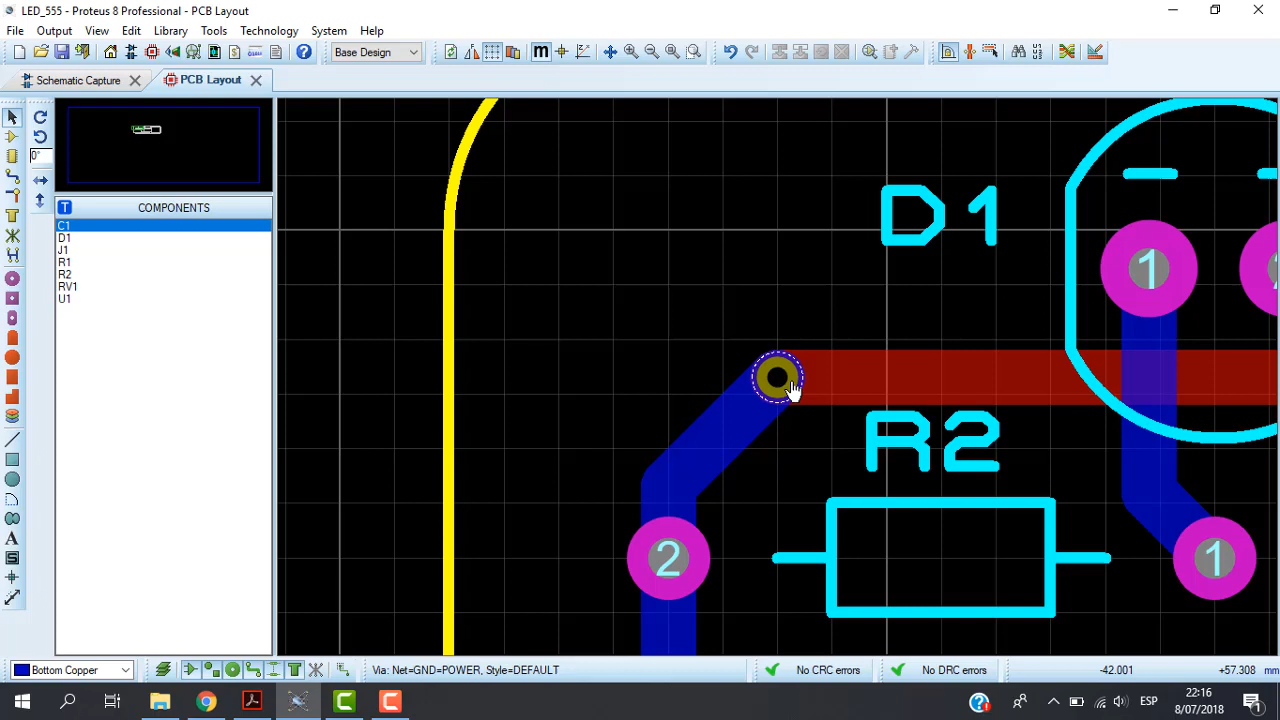 LED_555 - Proteus 8 Professional - PCB Layout
File Output View Edit Library Tools Technology System Help
Base Design
Schematic Capture
PCB Layout
0°
T COMPONENTS
C1
D1
J1
R1
R2
RV1
U1
D1
1
R2
2
1
Bottom Copper
Via: Net=GND=POWER, Style=DEFAULT
No CRC errors
No DRC errors
-42.001
+57.308
mm
ESP
22:16
8/07/2018
1